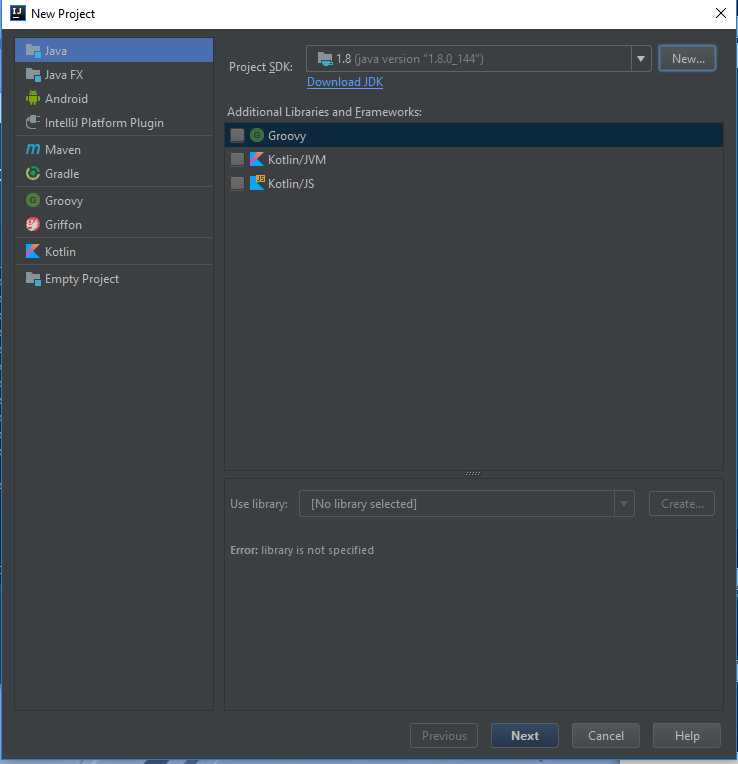 New Project
Java
Java FX
Android
IntelliJ Platform Plugin
Maven
Gradle
Groovy
Griffon
Kotlin
Empty Project
Project SDK: 1.8 (java version "1.8.0_144") New...
Download JDK
Additional Libraries and Frameworks:
Groovy
Kotlin/JVM
Kotlin/JS
Use library: [No library selected] Create...
Error: library is not specified
Previous Next Cancel Help